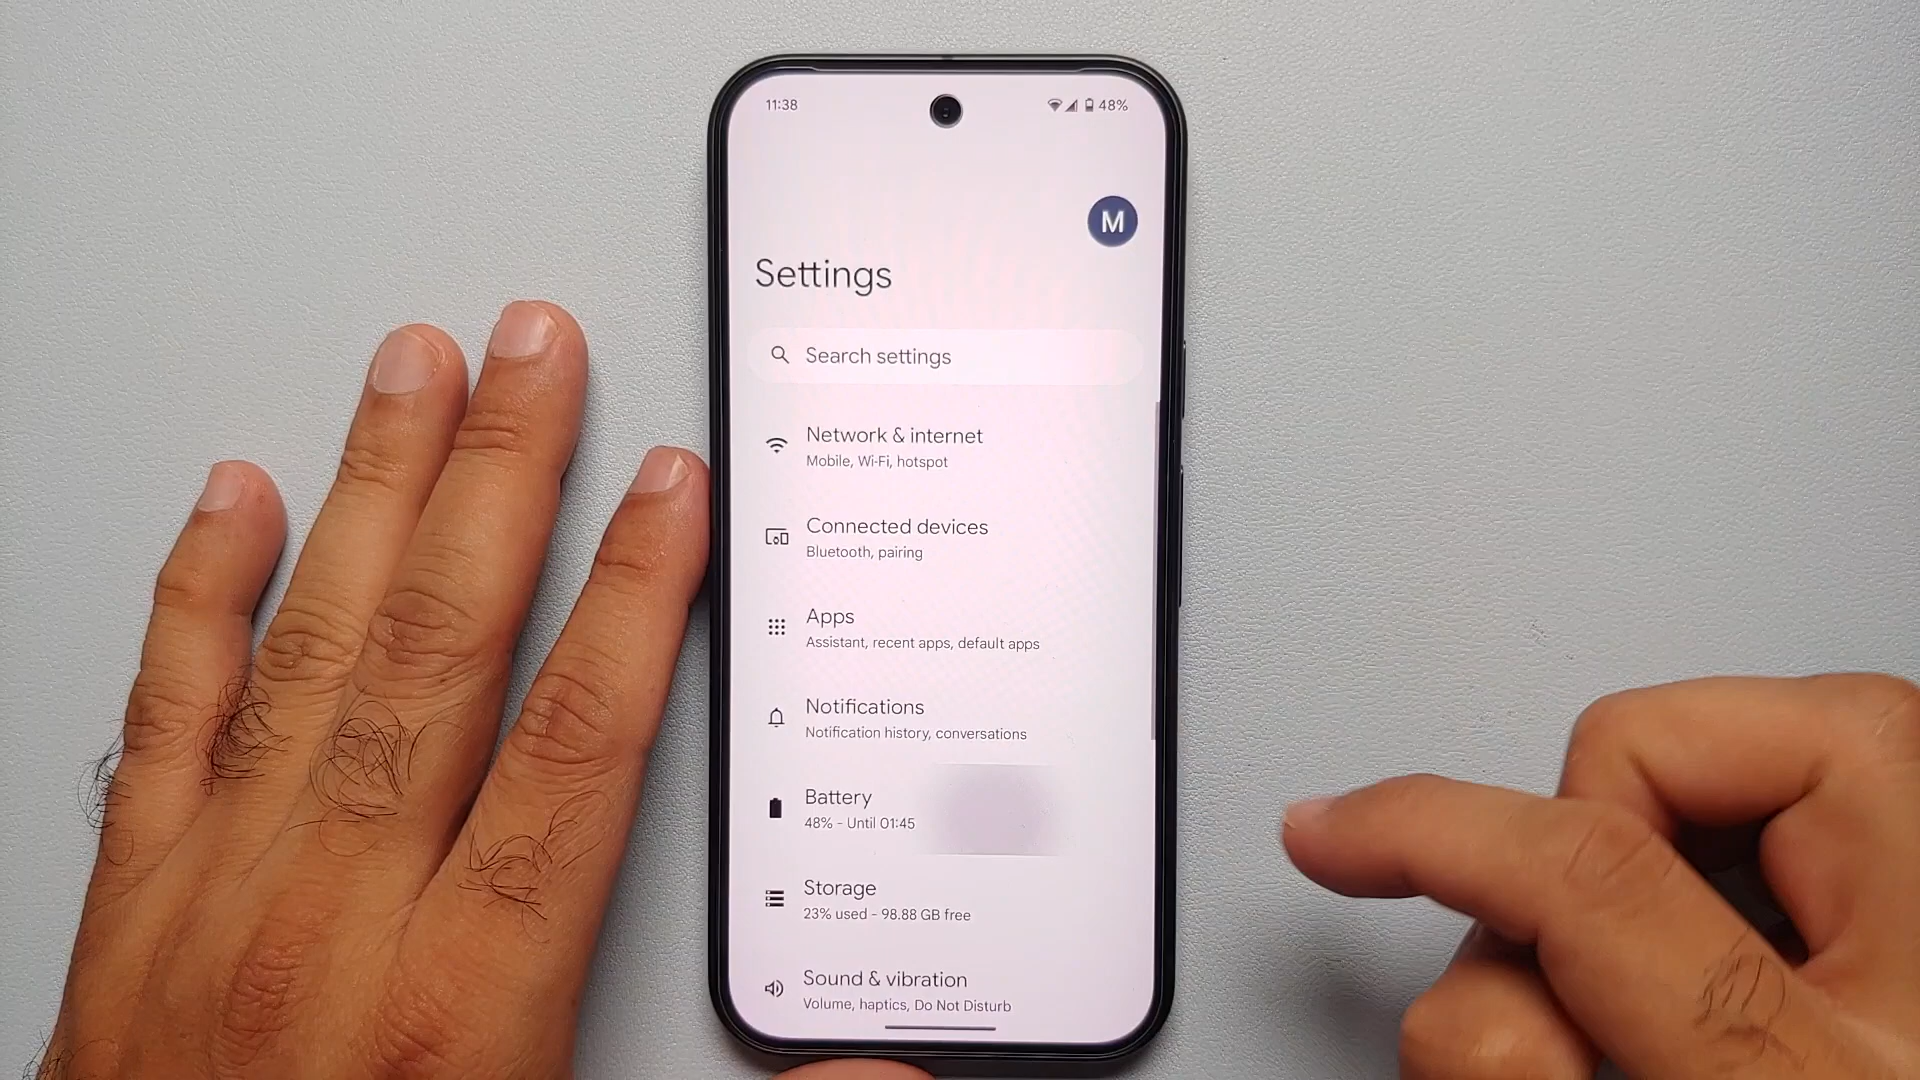 11:38
48%
M
Settings
Search settings
Network & internet
Mobile, Wi-Fi, hotspot
Connected devices
Bluetooth, pairing
Apps
Assistant, recent apps, default apps
Notifications
Notification history, conversations
Battery
48% - Until 01:45
Storage
23% used - 98.88 GB free
Sound & vibration
Volume, haptics, Do Not Disturb